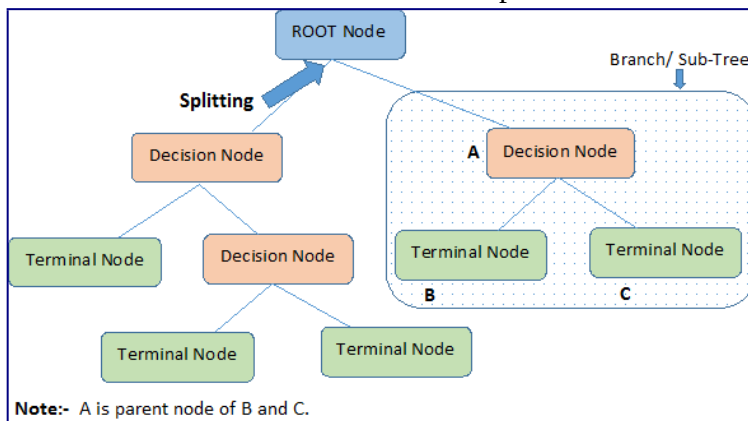 ROOT Node
Branch/ Sub-Tree
Splitting
Decision Node
A
Decision Node
Terminal Node
Decision Node
Terminal Node
Terminal Node
B
C
Terminal Node
Terminal Node
Note:- A is parent node of B and C.